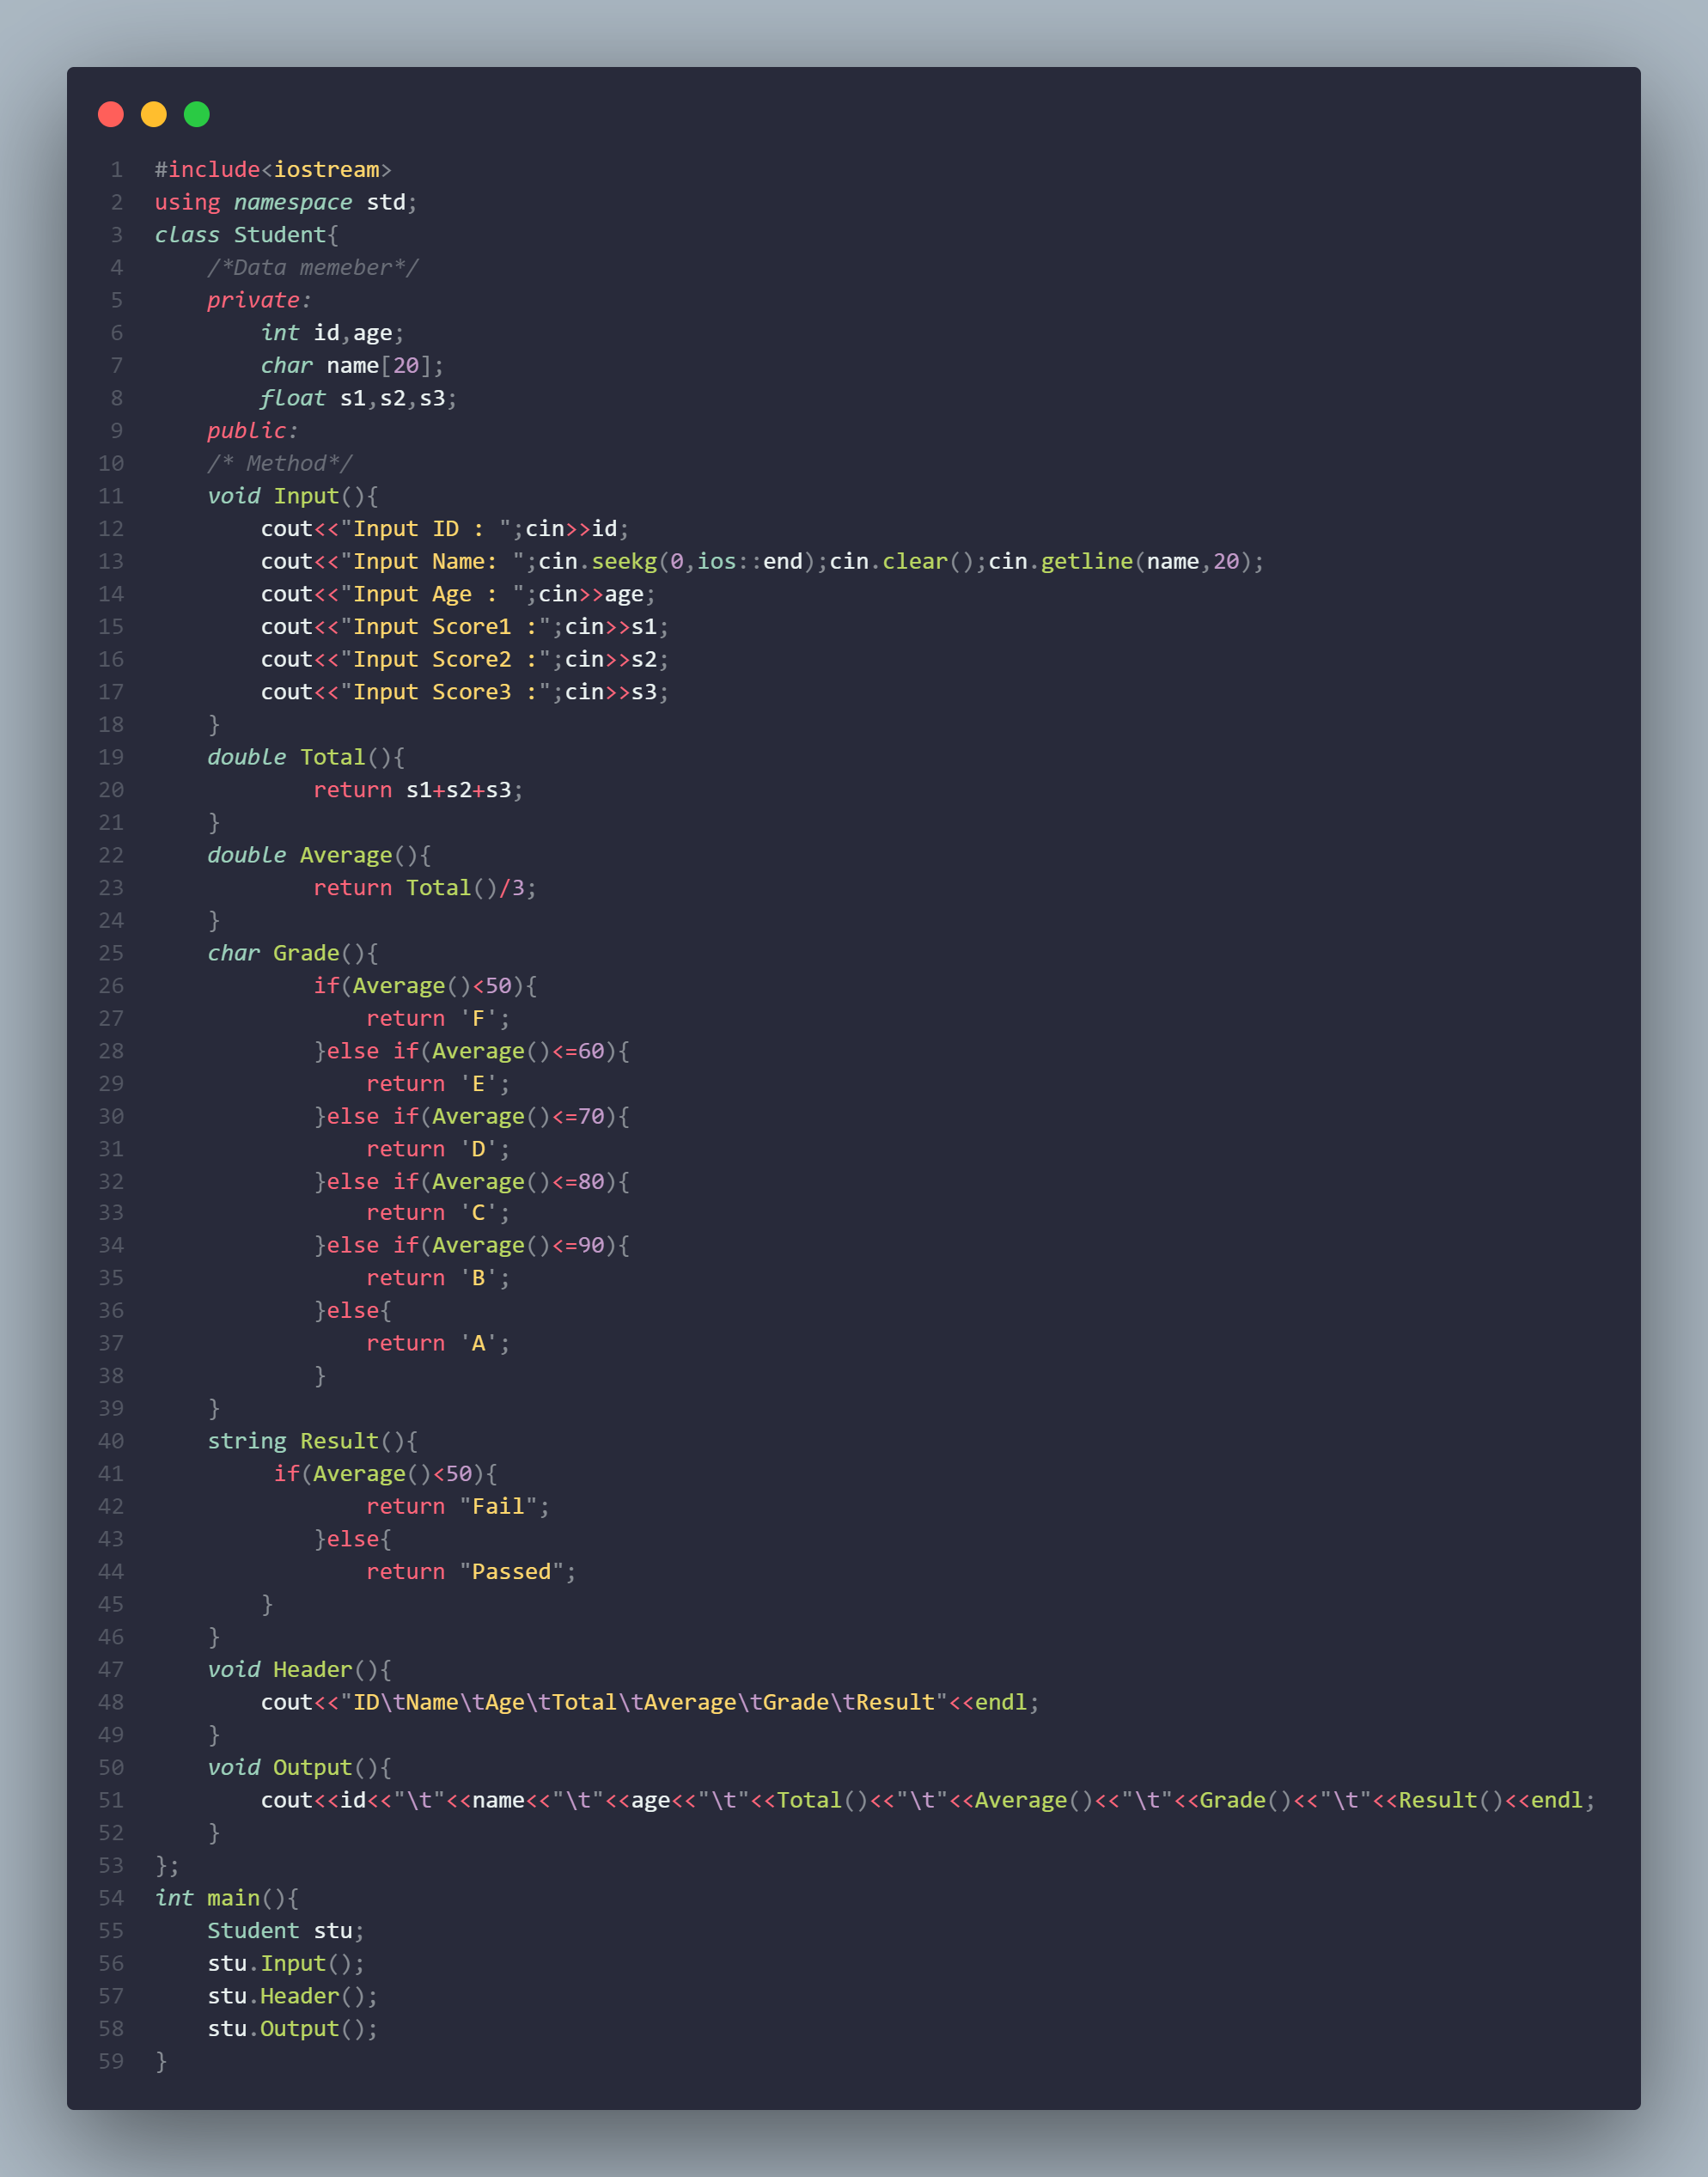 1 #include<iostream>
2 using namespace std;
3 class Student{
4     /*Data memeber*/
5     private:
6         int id,age;
7         char name[20];
8         float s1,s2,s3;
9     public:
10     /* Method*/
11     void Input(){
12         cout<<"Input ID : ";cin>>id;
13         cout<<"Input Name: ";cin.seekg(0,ios::end);cin.clear();cin.getline(name,20);
14         cout<<"Input Age : ";cin>>age;
15         cout<<"Input Score1 :";cin>>s1;
16         cout<<"Input Score2 :";cin>>s2;
17         cout<<"Input Score3 :";cin>>s3;
18     }
19     double Total(){
20             return s1+s2+s3;
21     }
22     double Average(){
23             return Total()/3;
24     }
25     char Grade(){
26             if(Average()<50){
27                 return 'F';
28             }else if(Average()<=60){
29                 return 'E';
30             }else if(Average()<=70){
31                 return 'D';
32             }else if(Average()<=80){
33                 return 'C';
34             }else if(Average()<=90){
35                 return 'B';
36             }else{
37                 return 'A';
38             }
39     }
40     string Result(){
41          if(Average()<50){
42                 return "Fail";
43             }else{
44                 return "Passed";
45         }
46     }
47     void Header(){
48         cout<<"ID\tName\tAge\tTotal\tAverage\tGrade\tResult"<<endl;
49     }
50     void Output(){
51         cout<<id<<"\t"<<name<<"\t"<<age<<"\t"<<Total()<<"\t"<<Average()<<"\t"<<Grade()<<"\t"<<Result()<<endl;
52     }
53 };
54 int main(){
55     Student stu;
56     stu.Input();
57     stu.Header();
58     stu.Output();
59 }